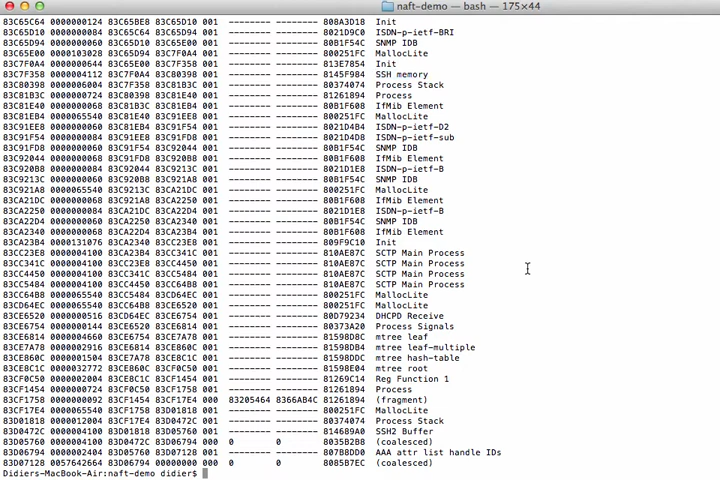 naft-demo — bash — 175×44
83C65C64 0000000124 83C65BE8 83C65D10 001 -------- -------- 808A3D18 Init
83C65D10 0000000084 83C65C64 83C65D94 001 -------- -------- 8021D9C0 ISDN-p-ietf-BRI
83C65D94 0000000060 83C65D10 83C65E00 001 -------- -------- 80B1F54C SNMP IDB
83C65E00 0000103028 83C65D94 83C7F0A4 001 -------- -------- 800251FC MallocLite
83C7F0A4 0000000644 83C65E00 83C7F358 001 -------- -------- 813E7854 Init
83C7F358 0000004112 83C7F0A4 83C80398 001 -------- -------- 8145F984 SSH memory
83C80398 0000006004 83C7F358 83C81B3C 001 -------- -------- 80374074 Process Stack
83C81B3C 0000000724 83C80398 83C81E40 001 -------- -------- 81261894 Process
83C81E40 0000000068 83C81B3C 83C81EB4 001 -------- -------- 80B1F608 IfMib Element
83C81EB4 0000065540 83C81E40 83C91EE8 001 -------- -------- 800251FC MallocLite
83C91EE8 0000000060 83C81EB4 83C91F54 001 -------- -------- 8021D4B4 ISDN-p-ietf-D2
83C91F54 0000000084 83C91EE8 83C91FD8 001 -------- -------- 8021D4D8 ISDN-p-ietf-sub
83C91FD8 0000000060 83C91F54 83C92044 001 -------- -------- 80B1F54C SNMP IDB
83C92044 0000000068 83C91FD8 83C920B8 001 -------- -------- 80B1F608 IfMib Element
83C920B8 0000000084 83C92044 83C9213C 001 -------- -------- 8021D1E8 ISDN-p-ietf-B
83C9213C 0000000060 83C920B8 83C921A8 001 -------- -------- 80B1F54C SNMP IDB
83C921A8 0000065540 83C9213C 83CA21DC 001 -------- -------- 800251FC MallocLite
83CA21DC 0000000068 83C921A8 83CA2250 001 -------- -------- 80B1F608 IfMib Element
83CA2250 0000000084 83CA21DC 83CA22D4 001 -------- -------- 8021D1E8 ISDN-p-ietf-B
83CA22D4 0000000060 83CA2250 83CA2340 001 -------- -------- 80B1F54C SNMP IDB
83CA2340 0000000068 83CA22D4 83CA23B4 001 -------- -------- 80B1F608 IfMib Element
83CA23B4 0000131076 83CA2340 83CC23E8 001 -------- -------- 809F9C10 Init
83CC23E8 0000004100 83CA23B4 83CC341C 001 -------- -------- 810AE87C SCTP Main Process
83CC341C 0000004100 83CC23E8 83CC4450 001 -------- -------- 810AE87C SCTP Main Process
83CC4450 0000004100 83CC341C 83CC5484 001 -------- -------- 810AE87C SCTP Main Process
83CC5484 0000004100 83CC4450 83CC64B8 001 -------- -------- 810AE87C SCTP Main Process
83CC64B8 0000065540 83CC5484 83CD64EC 001 -------- -------- 800251FC MallocLite
83CD64EC 0000065540 83CC64B8 83CE6520 001 -------- -------- 800251FC MallocLite
83CE6520 0000000516 83CD64EC 83CE6754 001 -------- -------- 80D79234 DHCPD Receive
83CE6754 0000000144 83CE6520 83CE6814 001 -------- -------- 80373A20 Process Signals
83CE6814 0000004660 83CE6754 83CE7A78 001 -------- -------- 81598D8C mtree leaf
83CE7A78 0000002916 83CE6814 83CE860C 001 -------- -------- 81598DB4 mtree leaf-multiple
83CE860C 0000001504 83CE7A78 83CE8C1C 001 -------- -------- 81598DDC mtree hash-table
83CE8C1C 0000032772 83CE860C 83CF0C50 001 -------- -------- 81598E04 mtree root
83CF0C50 0000002004 83CE8C1C 83CF1454 001 -------- -------- 81269C14 Reg Function 1
83CF1454 0000000724 83CF0C50 83CF1758 001 -------- -------- 81261894 Process
83CF1758 0000000092 83CF1454 83CF17E4 000 83205464 8366AB4C 81261894 (fragment)
83CF17E4 0000065540 83CF1758 83D01818 001 -------- -------- 800251FC MallocLite
83D01818 0000012004 83CF17E4 83D0472C 001 -------- -------- 80374074 Process Stack
83D0472C 0000004100 83D01818 83D05760 001 -------- -------- 814689A0 SSH2 Buffer
83D05760 0000004100 83D0472C 83D06794 000 0 0 8035B2B8 (coalesced)
83D06794 0000002404 83D05760 83D07128 001 -------- -------- 807B8DD0 AAA attr list handle IDs
83D07128 0057642664 83D06794 00000000 000 0 0 8085B7EC (coalesced)
Didiers-MacBook-Air:naft-demo didier$